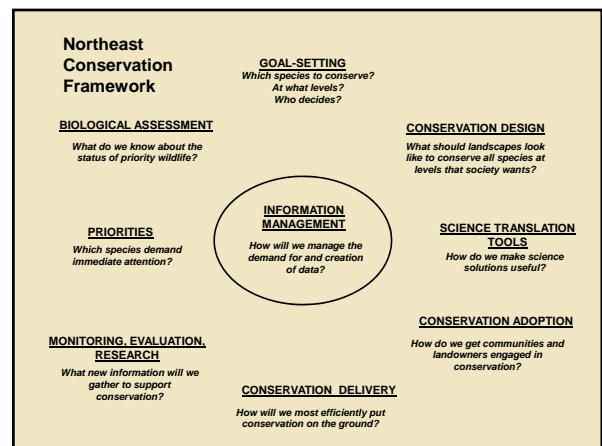 Northeast
Conservation
Framework
GOAL-SETTING
Which species to conserve?
At what levels?
Who decides?
BIOLOGICAL ASSESSMENT
What do we know about the
status of priority wildlife?
CONSERVATION DESIGN
What should landscapes look
like to conserve all species at
levels that society wants?
INFORMATION
MANAGEMENT
How will we manage the
demand for and creation
of data?
PRIORITIES
Which species demand
immediate attention?
SCIENCE TRANSLATION
TOOLS
How do we make science
solutions useful?
CONSERVATION ADOPTION
How do we get communities and
landowners engaged in
conservation?
MONITORING, EVALUATION,
RESEARCH
What new information will we
gather to support
conservation?
CONSERVATION DELIVERY
How will we most efficiently put
conservation on the ground?